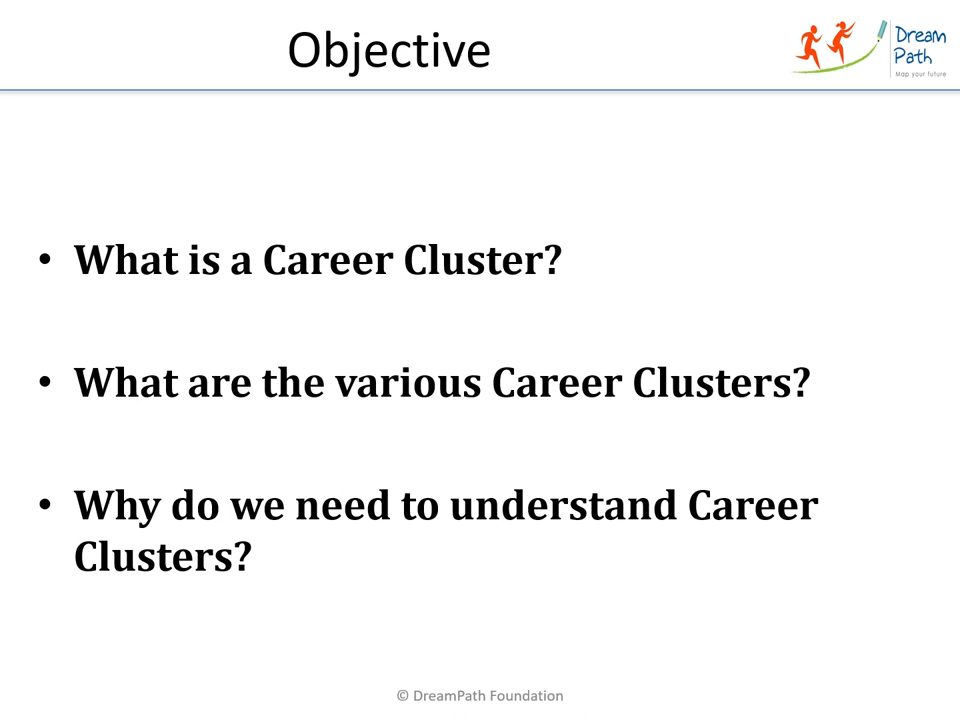 Objective
Dream
Path
Map your future
• What is a Career Cluster?
• What are the various Career Clusters?
• Why do we need to understand Career
Clusters?
© DreamPath Foundation